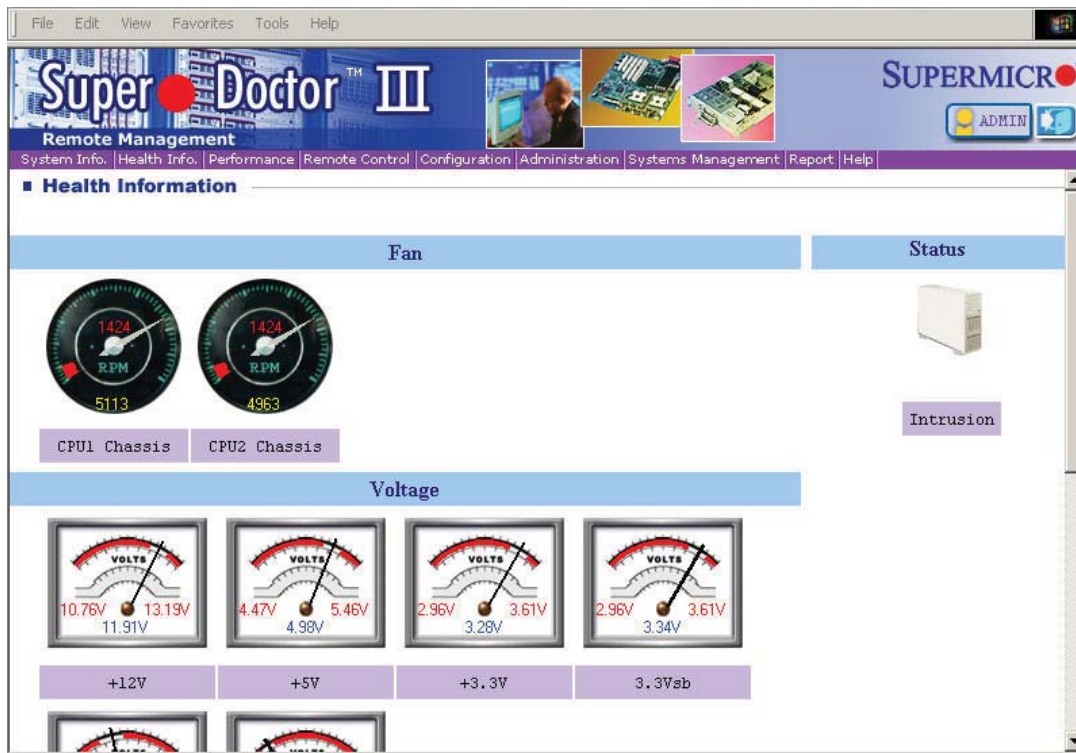 File Edit View Favorites Tools Help
Super Doctor™ III
Remote Management
SUPERMICRO
ADMIN
System Info. Health Info. Performance Remote Control Configuration Administration Systems Management Report Help
Health Information
Fan
Status
1424
RPM
5113
1424
RPM
4963
CPU1 Chassis
CPU2 Chassis
Intrusion
Voltage
VOLTS
10.76V 13.19V
11.91V
VOLTS
4.47V 5.46V
4.98V
VOLTS
2.96V 3.61V
3.28V
VOLTS
2.96V 3.61V
3.34V
+12V
+5V
+3.3V
3.3Vsb
VOLTS
VOLTS